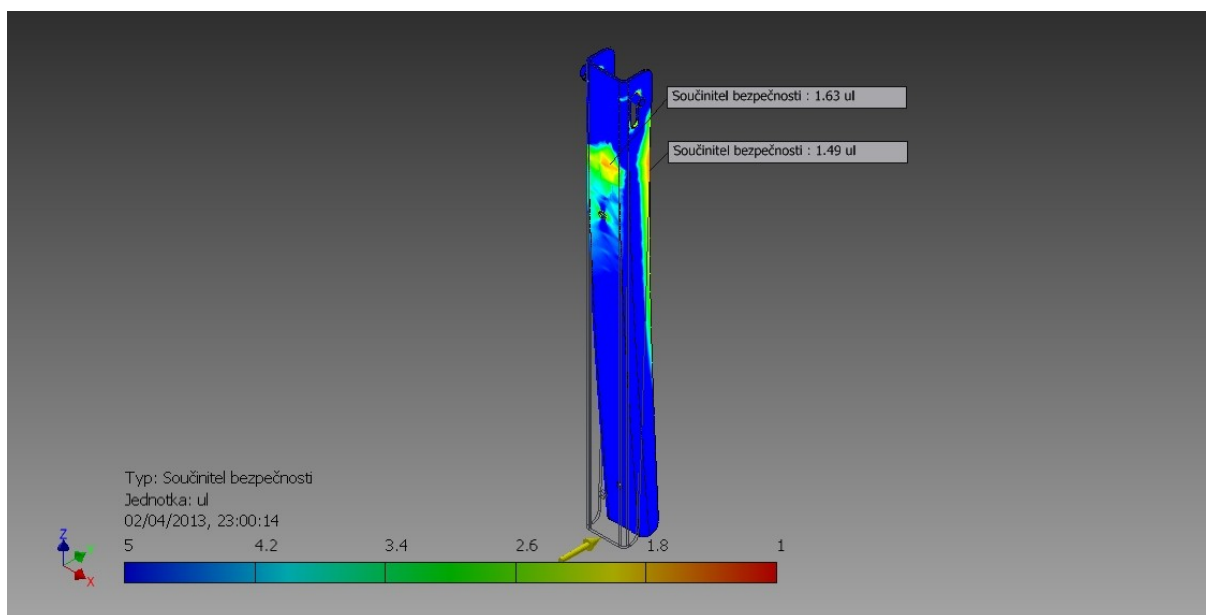 Součinitel bezpečnosti : 1.63 ul
Součinitel bezpečnosti : 1.49 ul
Typ: Součinitel bezpečnosti
Jednotka: ul
02/04/2013, 23:00:14
5 4.2 3.4 2.6 1.8 1
Z
X